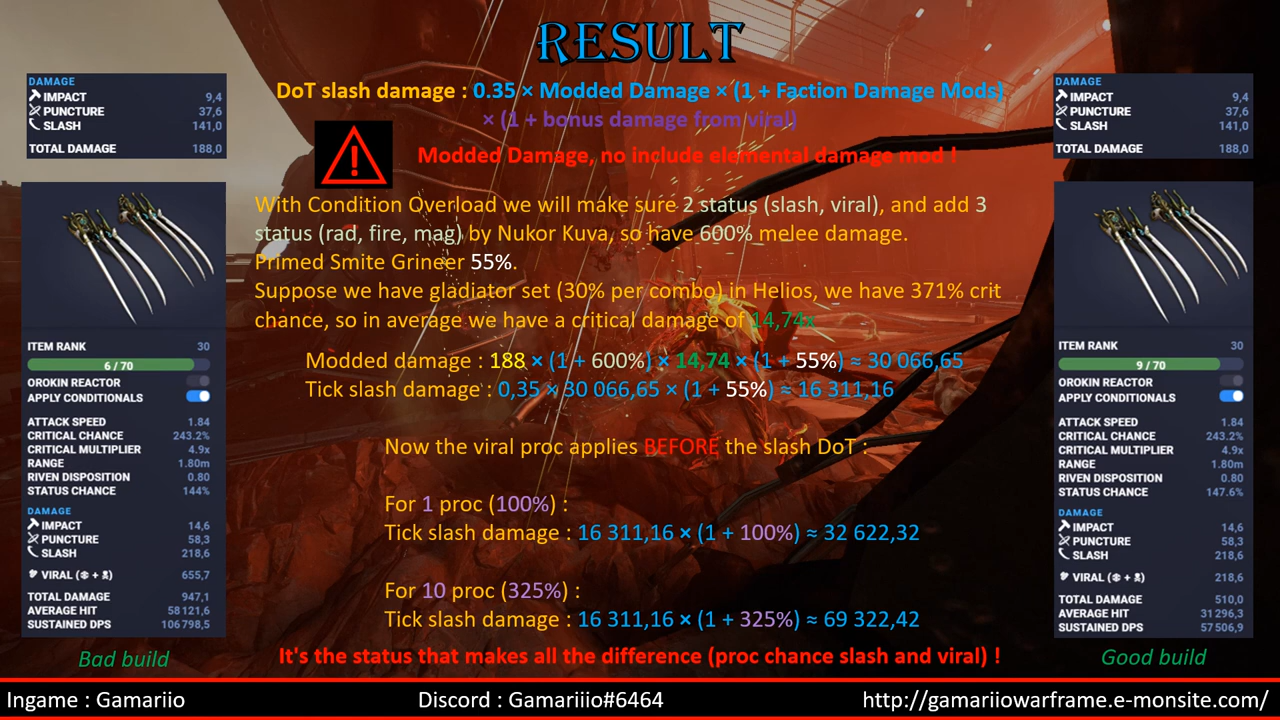 RESULT
DAMAGE
IMPACT 9,4
PUNCTURE 37,6
SLASH 141,0
TOTAL DAMAGE 188,0
DoT slash damage : 0.35 × Modded Damage × (1 + Faction Damage Mods)
× (1 + bonus damage from viral)
Modded Damage, no include elemental damage mod !
DAMAGE
IMPACT 9,4
PUNCTURE 37,6
SLASH 141,0
TOTAL DAMAGE 188,0
With Condition Overload we will make sure 2 status (slash, viral), and add 3
status (rad, fire, mag) by Nukor Kuva, so have 600% melee damage.
Primed Smite Grineer 55%.
Suppose we have gladiator set (30% per combo) in Helios, we have 371% crit
chance, so in average we have a critical damage of 14,74x
Modded damage : 188 × (1 + 600%) × 14,74 × (1 + 55%) ≈ 30 066,65
Tick slash damage : 0,35 × 30 066,65 × (1 + 55%) ≈ 16 311,16
Now the viral proc applies BEFORE the slash DoT :
For 1 proc (100%) :
Tick slash damage : 16 311,16 × (1 + 100%) ≈ 32 622,32
For 10 proc (325%) :
Tick slash damage : 16 311,16 × (1 + 325%) ≈ 69 322,42
It's the status that makes all the difference (proc chance slash and viral) !
ITEM RANK 30
6 / 70
OROKIN REACTOR
APPLY CONDITIONALS
ATTACK SPEED 1.84
CRITICAL CHANCE 243.2%
CRITICAL MULTIPLIER 4.9x
RANGE 1.80m
RIVEN DISPOSITION 0.80
STATUS CHANCE 144%
DAMAGE
IMPACT 14,6
PUNCTURE 58,3
SLASH 218,6
VIRAL ( + ) 655,7
TOTAL DAMAGE 947,1
AVERAGE HIT 58 121,6
SUSTAINED DPS 106 798,5
Bad build
ITEM RANK 30
9 / 70
OROKIN REACTOR
APPLY CONDITIONALS
ATTACK SPEED 1.84
CRITICAL CHANCE 243.2%
CRITICAL MULTIPLIER 4.9x
RANGE 1.80m
RIVEN DISPOSITION 0.80
STATUS CHANCE 147.6%
DAMAGE
IMPACT 14,6
PUNCTURE 58,3
SLASH 218,6
VIRAL ( + ) 218,6
TOTAL DAMAGE 510,0
AVERAGE HIT 31 296,3
SUSTAINED DPS 57 506,9
Good build
Ingame : Gamariio
Discord : Gamariiio#6464
http://gamariiowarframe.e-monsite.com/